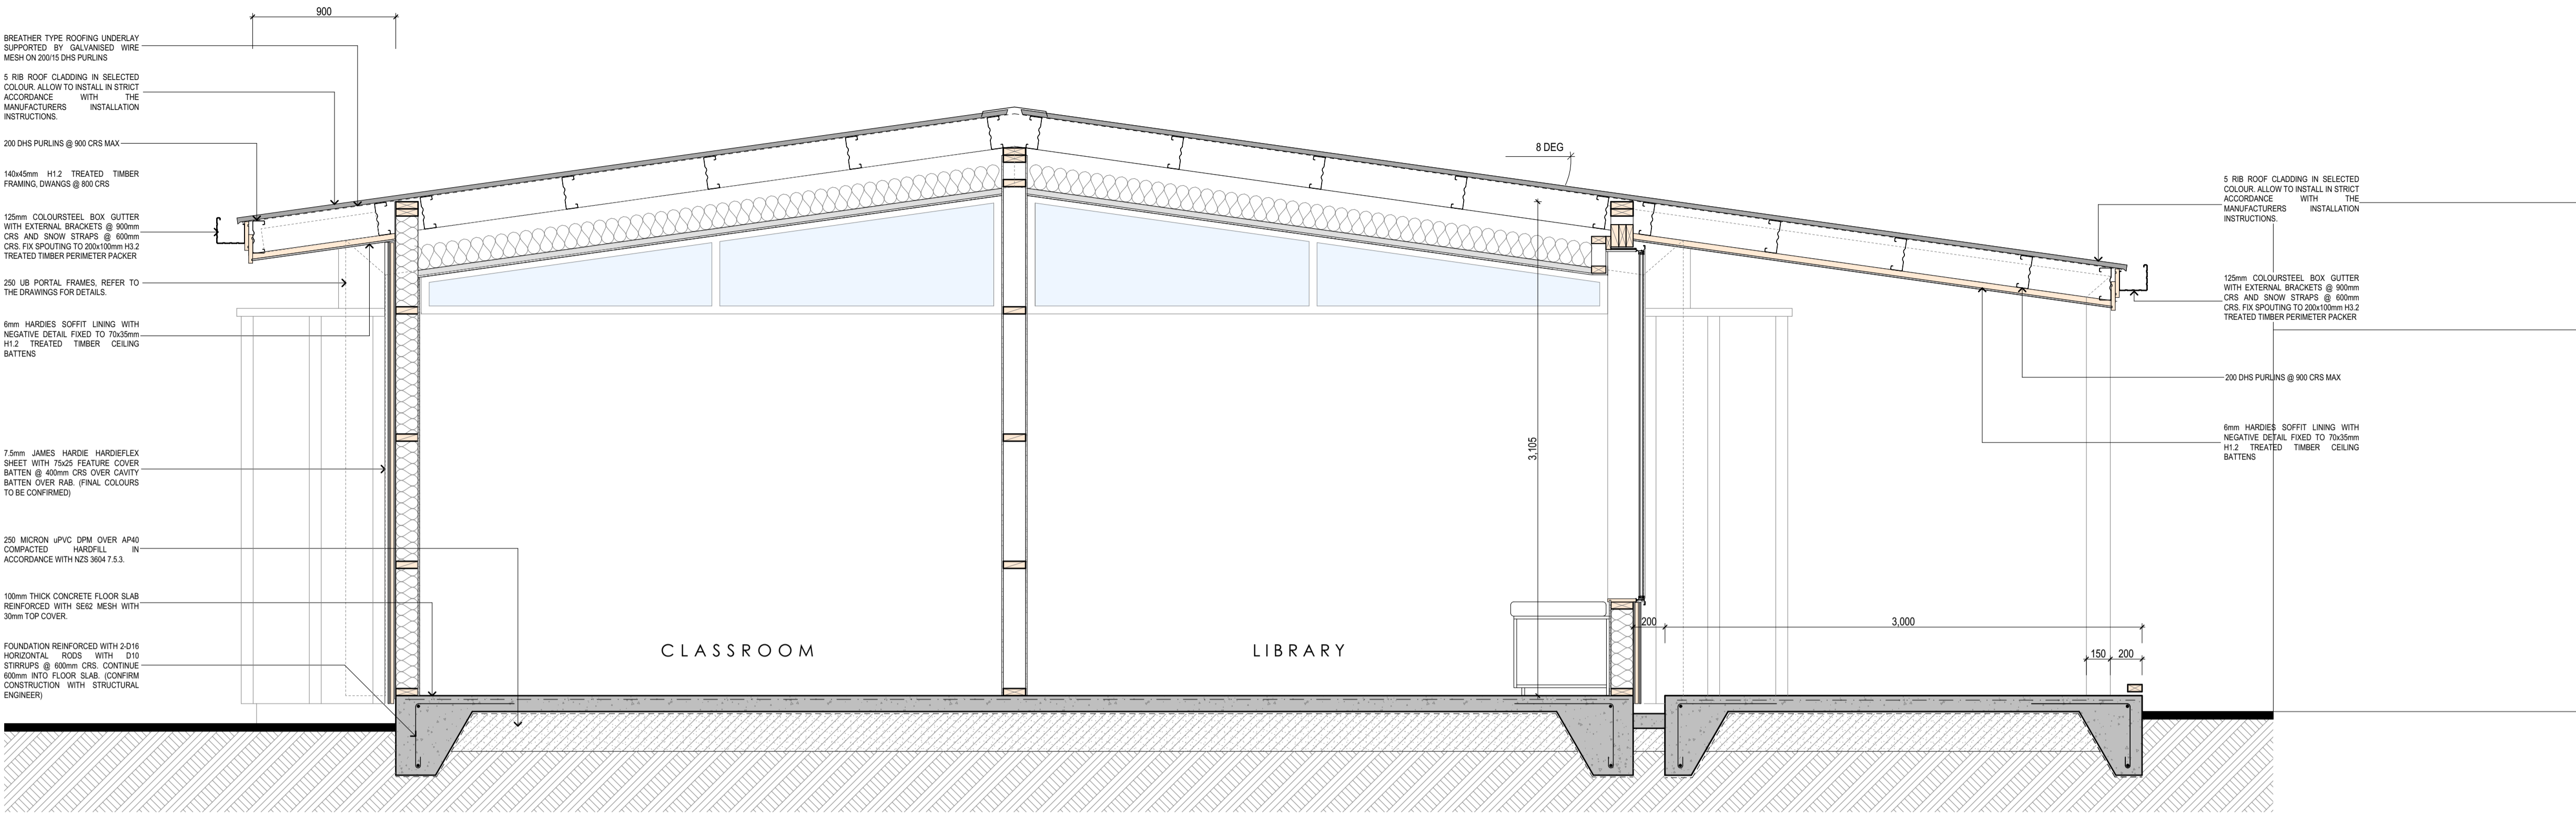 900
BREATHER TYPE ROOFING UNDERLAY
SUPPORTED BY GALVANISED WIRE
MESH ON 200/15 DHS PURLINS
5 RIB ROOF CLADDING IN SELECTED
COLOUR. ALLOW TO INSTALL IN STRICT
ACCORDANCE WITH THE
MANUFACTURERS INSTALLATION
INSTRUCTIONS.
200 DHS PURLINS @ 900 CRS MAX
140x45mm H1.2 TREATED TIMBER
FRAMING, DWANGS @ 800 CRS
125mm COLOURSTEEL BOX GUTTER
WITH EXTERNAL BRACKETS @ 900mm
CRS AND SNOW STRAPS @ 600mm
CRS. FIX SPOUTING TO 200x100mm H3.2
TREATED TIMBER PERIMETER PACKER
250 UB PORTAL FRAMES, REFER TO
THE DRAWINGS FOR DETAILS.
6mm HARDIES SOFFIT LINING WITH
NEGATIVE DETAIL FIXED TO 70x35mm
H1.2 TREATED TIMBER CEILING
BATTENS
7.5mm JAMES HARDIE HARDIEFLEX
SHEET WITH 75x25 FEATURE COVER
BATTEN @ 400mm CRS OVER CAVITY
BATTEN OVER RAB. (FINAL COLOURS
TO BE CONFIRMED)
250 MICRON uPVC DPM OVER AP40
COMPACTED HARDFILL IN
ACCORDANCE WITH NZS 3604 7.5.3.
100mm THICK CONCRETE FLOOR SLAB
REINFORCED WITH SE62 MESH WITH
30mm TOP COVER.
FOUNDATION REINFORCED WITH 2-D16
HORIZONTAL RODS WITH D10
STIRRUPS @ 600mm CRS. CONTINUE
600mm INTO FLOOR SLAB. (CONFIRM
CONSTRUCTION WITH STRUCTURAL
ENGINEER)
CLASSROOM
LIBRARY
8 DEG
3,105
200
3,000
150
200
5 RIB ROOF CLADDING IN SELECTED
COLOUR. ALLOW TO INSTALL IN STRICT
ACCORDANCE WITH THE
MANUFACTURERS INSTALLATION
INSTRUCTIONS.
125mm COLOURSTEEL BOX GUTTER
WITH EXTERNAL BRACKETS @ 900mm
CRS AND SNOW STRAPS @ 600mm
CRS. FIX SPOUTING TO 200x100mm H3.2
TREATED TIMBER PERIMETER PACKER
200 DHS PURLINS @ 900 CRS MAX
6mm HARDIES SOFFIT LINING WITH
NEGATIVE DETAIL FIXED TO 70x35mm
H1.2 TREATED TIMBER CEILING
BATTENS